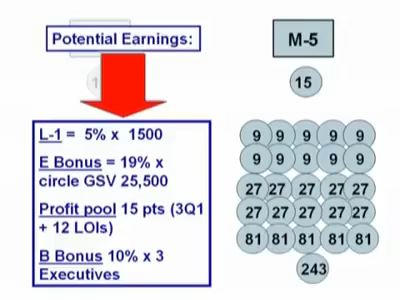 Potential Earnings:
M-5
15
L-1 = 5% x 1500
E Bonus = 19% x
circle GSV 25,500
Profit pool 15 pts (3Q1
+ 12 LOIs)
B Bonus 10% x 3
Executives
9 9 9 9 9
9 9 9 9 9
27 27 27 27 27
27 27 27 27 27
81 81 81 81 81
243